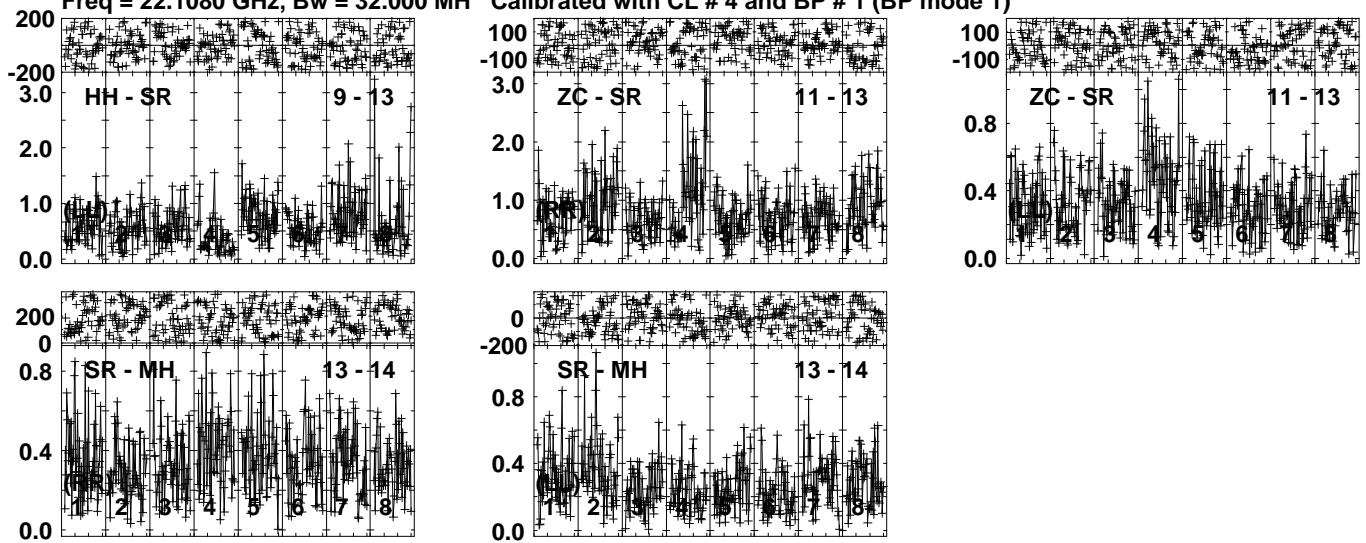 Freq = 22.1080 GHz, Bw = 32.000 MH Calibrated with CL # 4 and BP # 1 (BP mode 1)
200
-200
3.0
2.0
1.0
0.0
HH - SR 9 - 13
(LL)
1 2 3 4 5 6 7 8
100
-100
3.0
2.0
1.0
0.0
ZC - SR 11 - 13
(RR)
1 2 3 4 5 6 7 8
100
-100
0.8
0.4
0.0
ZC - SR 11 - 13
(LL)
1 2 3 4 5 6 7 8
200
0
0.8
0.4
0.0
SR - MH 13 - 14
(RR)
1 2 3 4 5 6 7 8
0
-200
0.8
0.4
0.0
SR - MH 13 - 14
(LL)
1 2 3 4 5 6 7 8